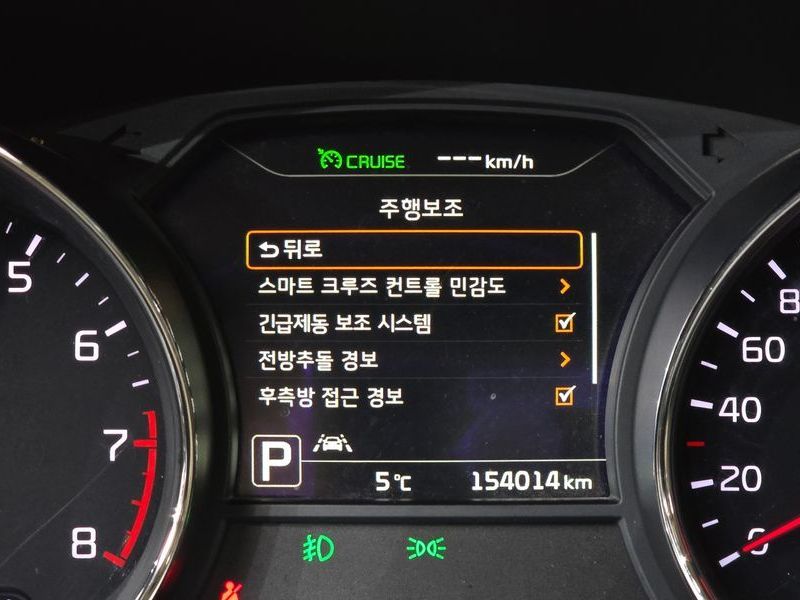 CRUISE ---km/h
주행보조
뒤로
스마트 크루즈 컨트롤 민감도
긴급제동 보조 시스템
전방추돌 경보
후측방 접근 경보
P
5℃ 154014km
5
6
7
8
60
40
20
0